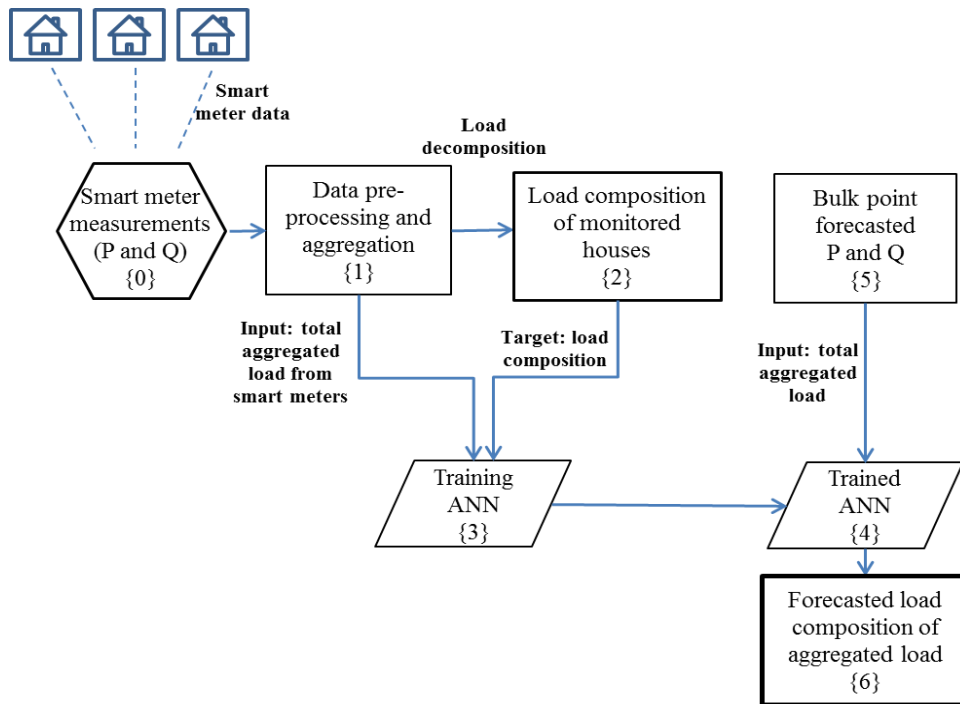 Smart
meter data
Load
decomposition
Smart meter
measurements
(P and Q)
{0}
Data pre-
processing and
aggregation
{1}
Load composition
of monitored
houses
{2}
Bulk point
forecasted
P and Q
{5}
Input: total
aggregated
load from
smart meters
Target: load
composition
Input: total
aggregated
load
Training
ANN
{3}
Trained
ANN
{4}
Forecasted load
composition of
aggregated load
{6}